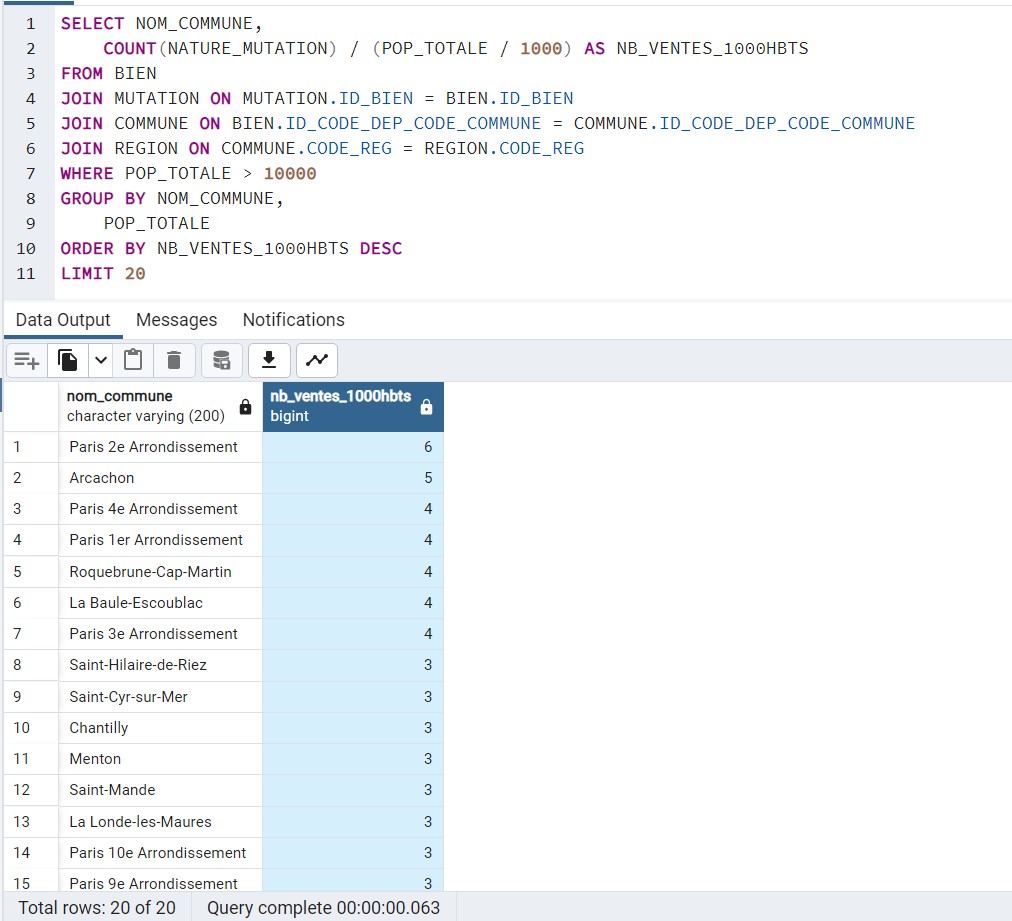 1 SELECT NOM_COMMUNE,
2 COUNT(NATURE_MUTATION) / (POP_TOTALE / 1000) AS NB_VENTES_1000HBTS
3 FROM BIEN
4 JOIN MUTATION ON MUTATION.ID_BIEN = BIEN.ID_BIEN
5 JOIN COMMUNE ON BIEN.ID_CODE_DEP_CODE_COMMUNE = COMMUNE.ID_CODE_DEP_CODE_COMMUNE
6 JOIN REGION ON COMMUNE.CODE_REG = REGION.CODE_REG
7 WHERE POP_TOTALE > 10000
8 GROUP BY NOM_COMMUNE,
9 POP_TOTALE
10 ORDER BY NB_VENTES_1000HBTS DESC
11 LIMIT 20
Data Output Messages Notifications
nom_commune nb_ventes_1000hbts
character varying (200) bigint
1 Paris 2e Arrondissement 6
2 Arcachon 5
3 Paris 4e Arrondissement 4
4 Paris 1er Arrondissement 4
5 Roquebrune-Cap-Martin 4
6 La Baule-Escoublac 4
7 Paris 3e Arrondissement 4
8 Saint-Hilaire-de-Riez 3
9 Saint-Cyr-sur-Mer 3
10 Chantilly 3
11 Menton 3
12 Saint-Mande 3
13 La Londe-les-Maures 3
14 Paris 10e Arrondissement 3
15 Paris 9e Arrondissement 3
Total rows: 20 of 20 Query complete 00:00:00.063